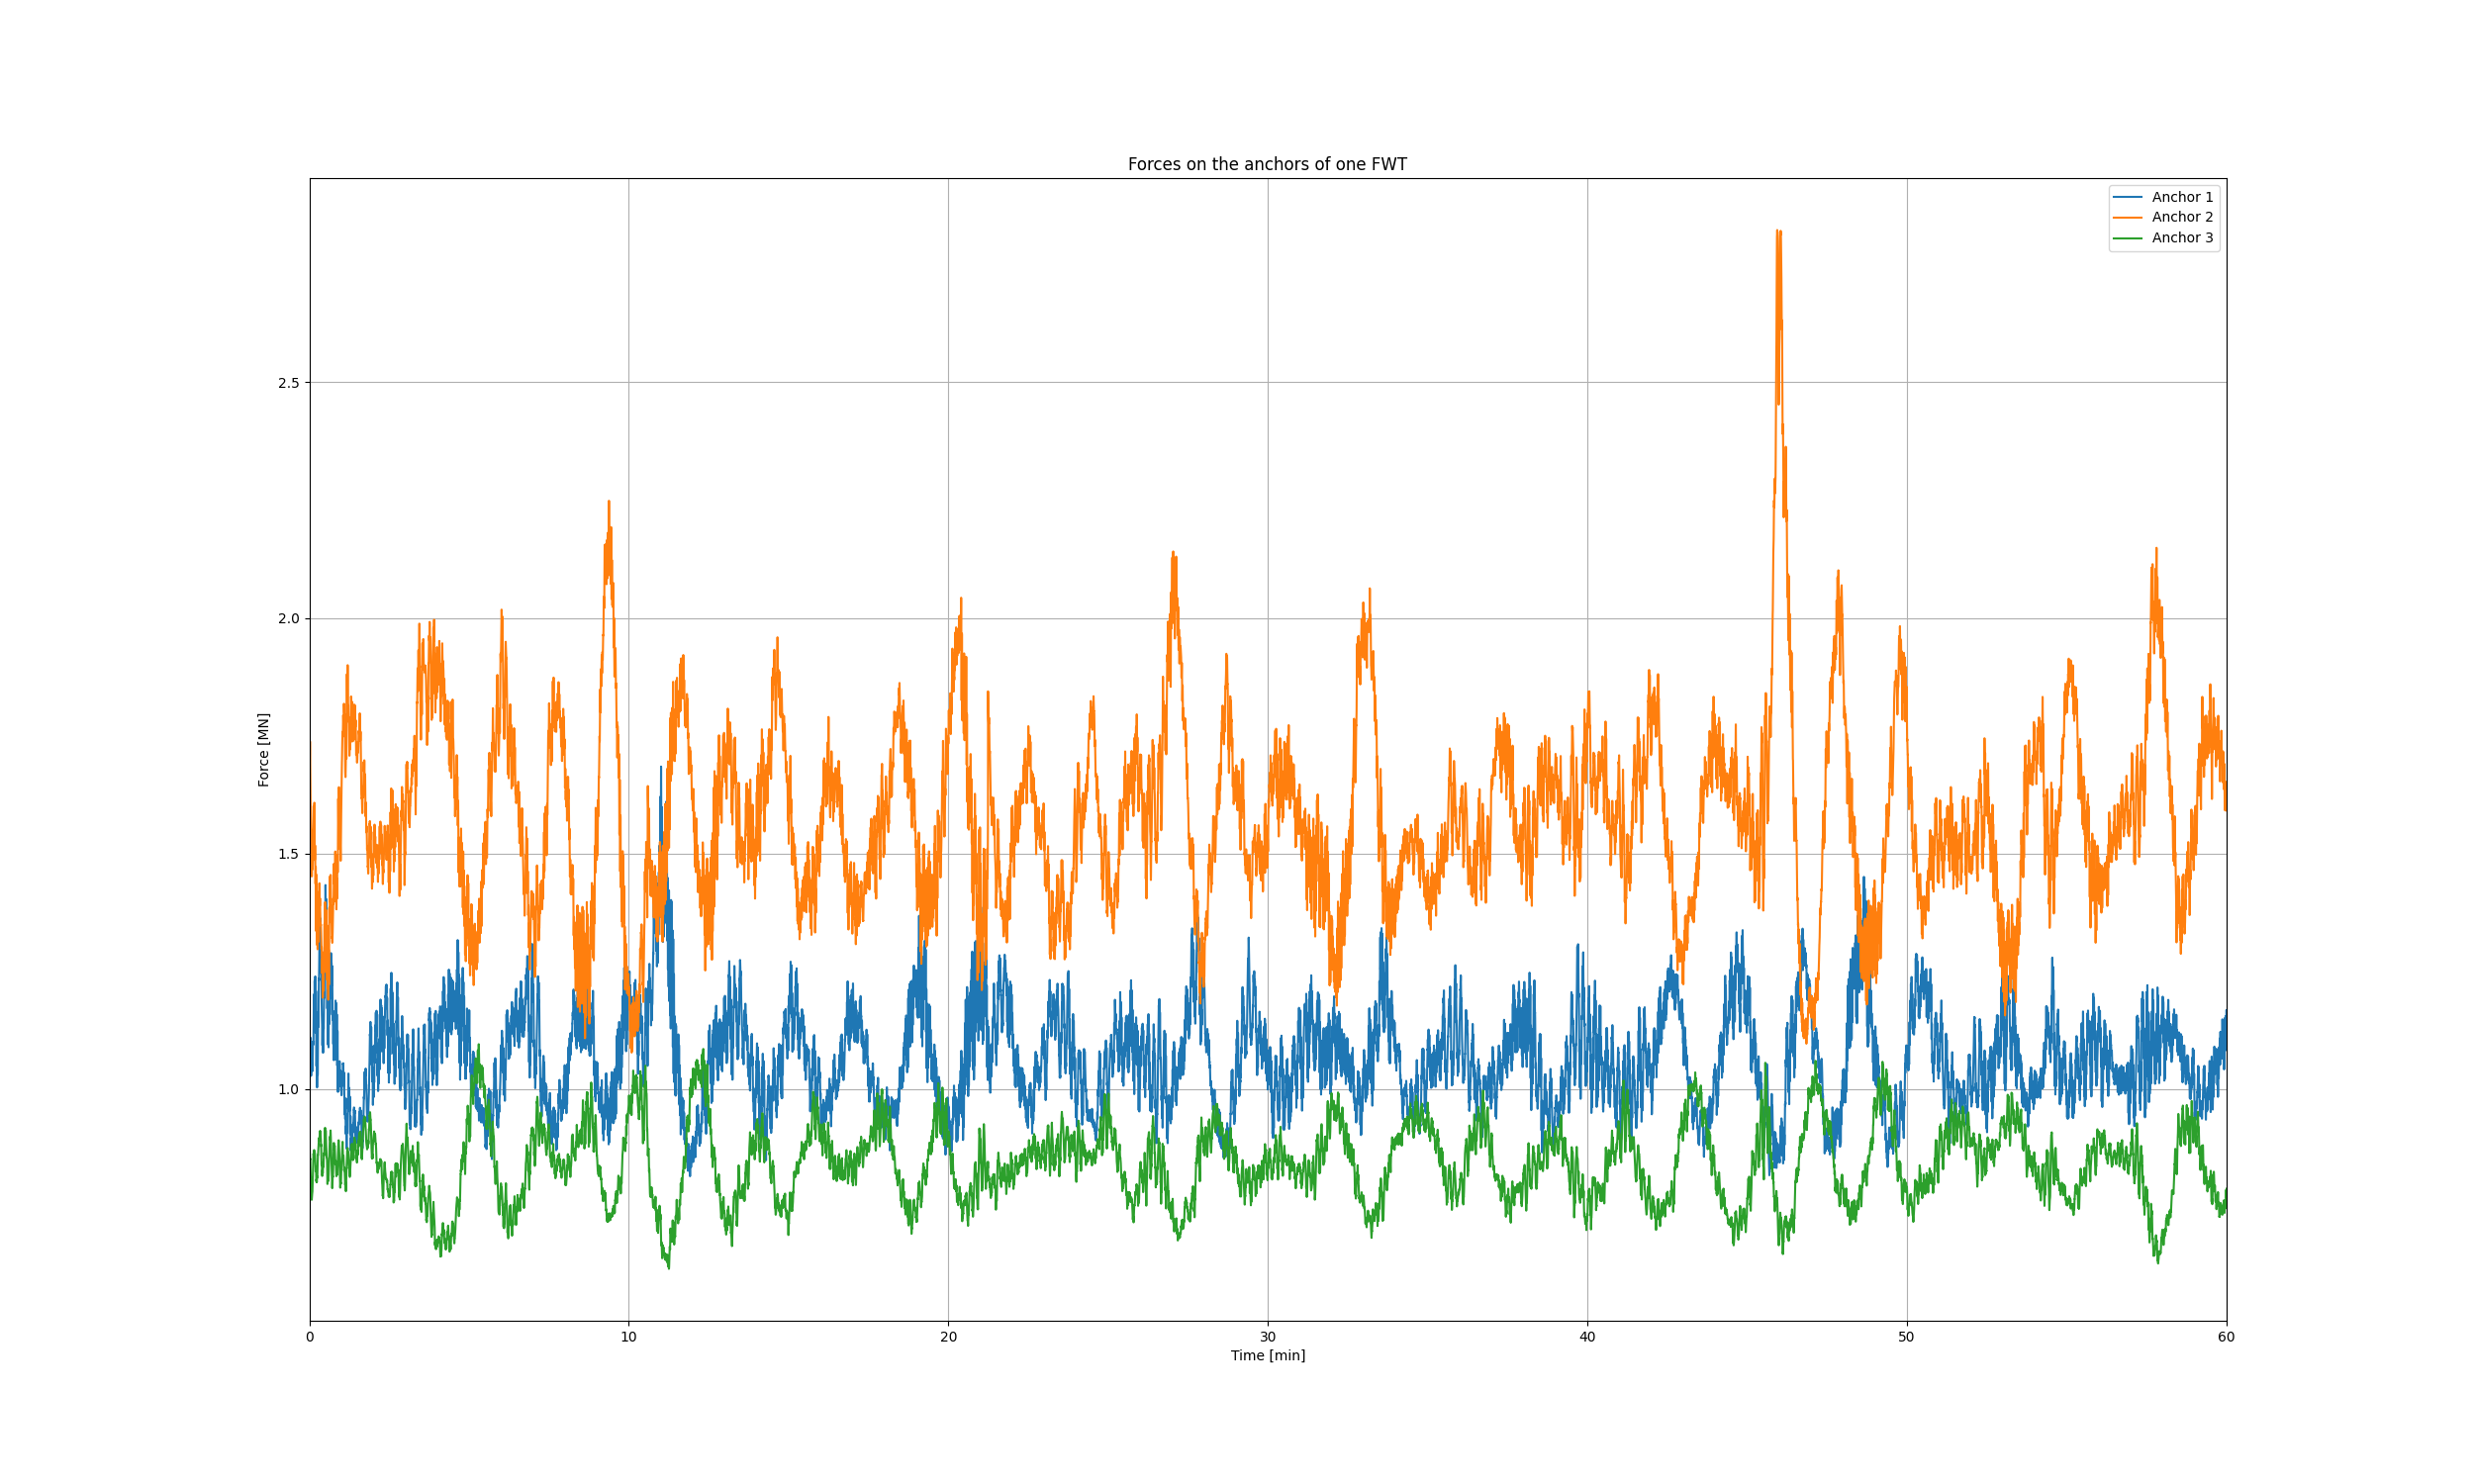 Forces on the anchors of one FWT
Anchor 1
Anchor 2
Anchor 3
Force [MN]
2.5
2.0
1.5
1.0
0 10 20 30 40 50 60
Time [min]